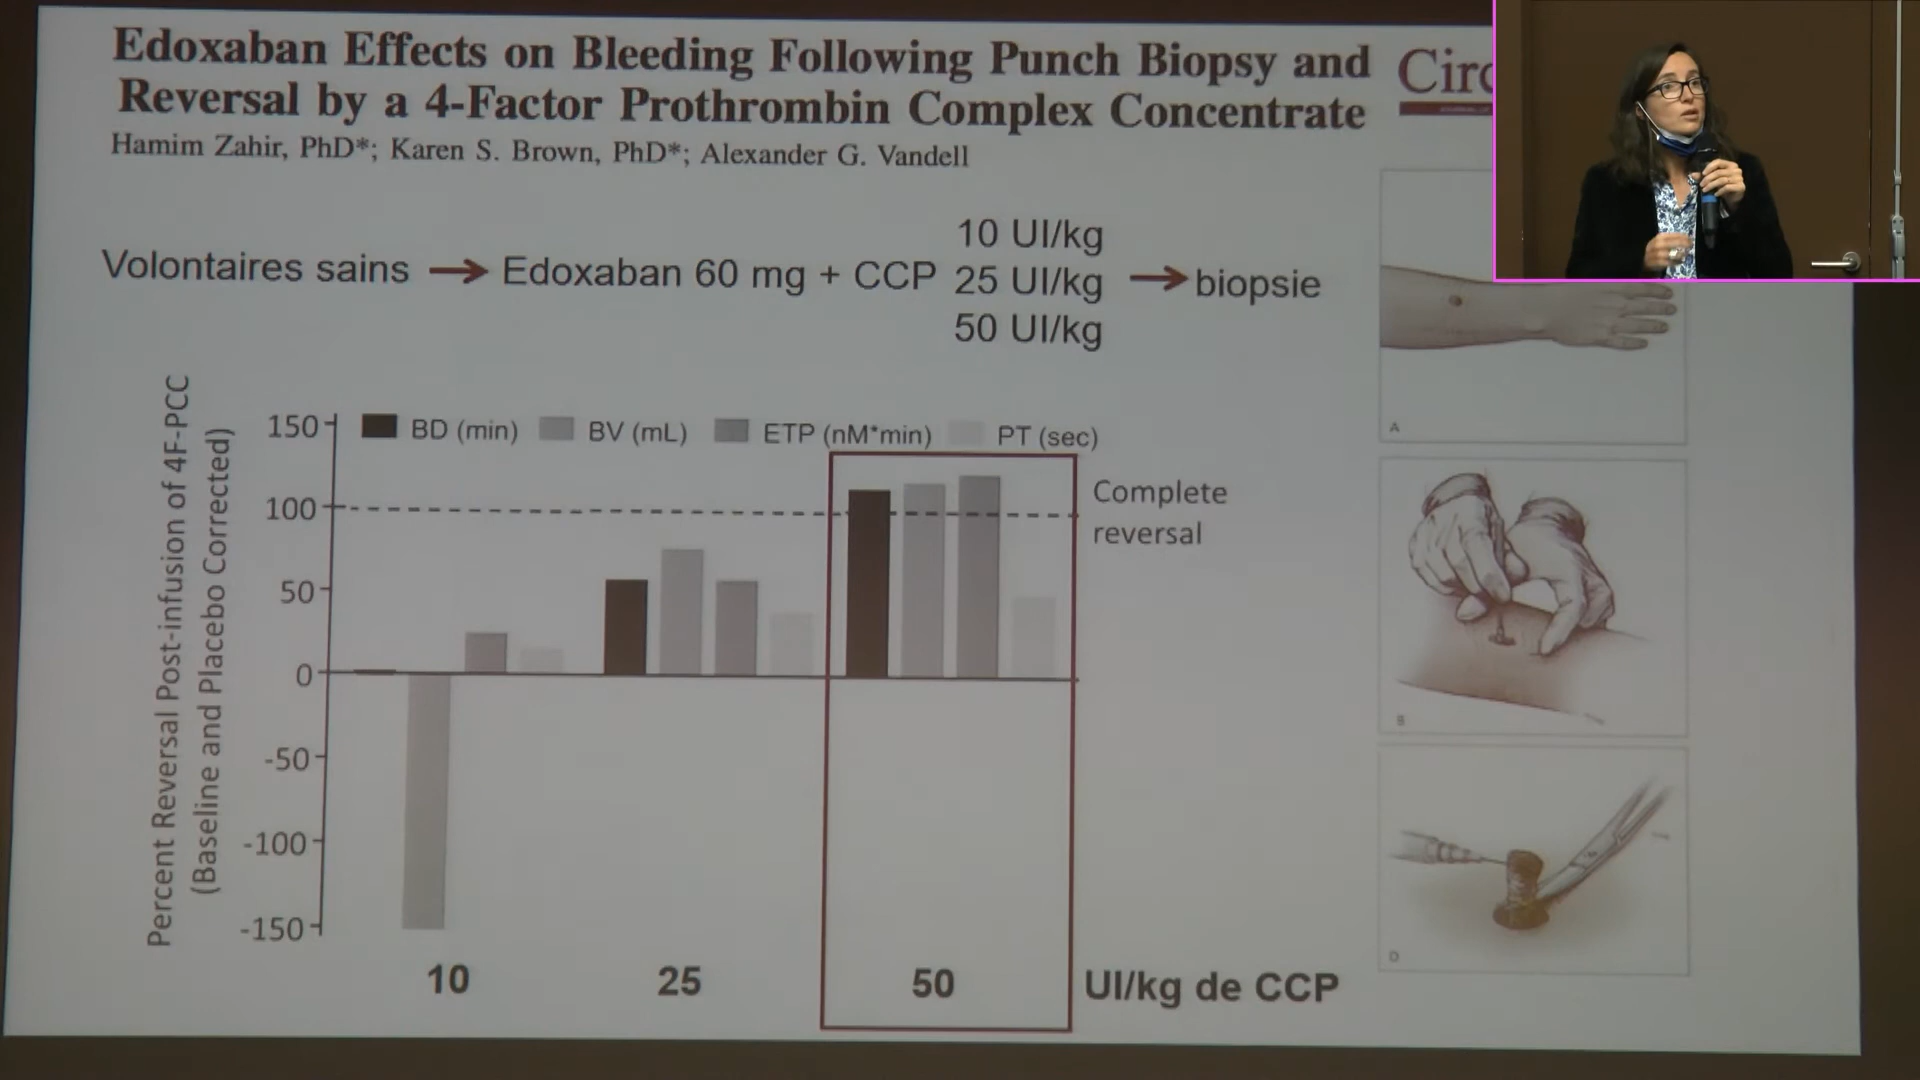 Edoxaban Effects on Bleeding Following Punch Biopsy and
Reversal by a 4-Factor Prothrombin Complex Concentrate
Circ
Hamim Zahir, PhD*; Karen S. Brown, PhD*; Alexander G. Vandell
Volontaires sains
Edoxaban 60 mg + CCP
10 UI/kg
25 UI/kg
50 UI/kg
biopsie
Percent Reversal Post-infusion of 4F-PCC
(Baseline and Placebo Corrected)
150
100
50
0
-50
-100
-150
BD (min)
BV (mL)
ETP (nM*min)
PT (sec)
Complete
reversal
10
25
50
UI/kg de CCP
A
B
D